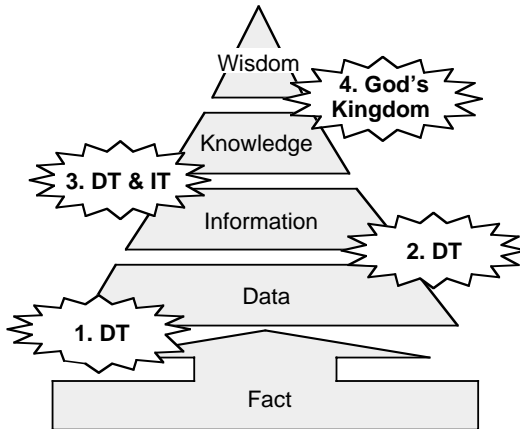 Wisdom
4. God's
Kingdom
Knowledge
3. DT & IT
Information
2. DT
Data
1. DT
Fact